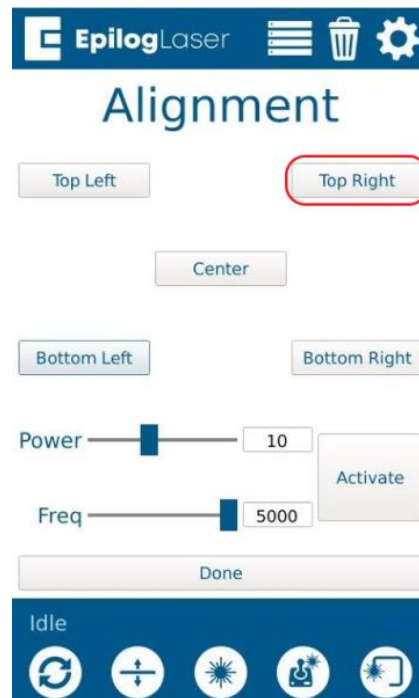 EpilogLaser
Alignment
Top Left
Top Right
Center
Bottom Left
Bottom Right
Power
10
Activate
Freq
5000
Done
Idle